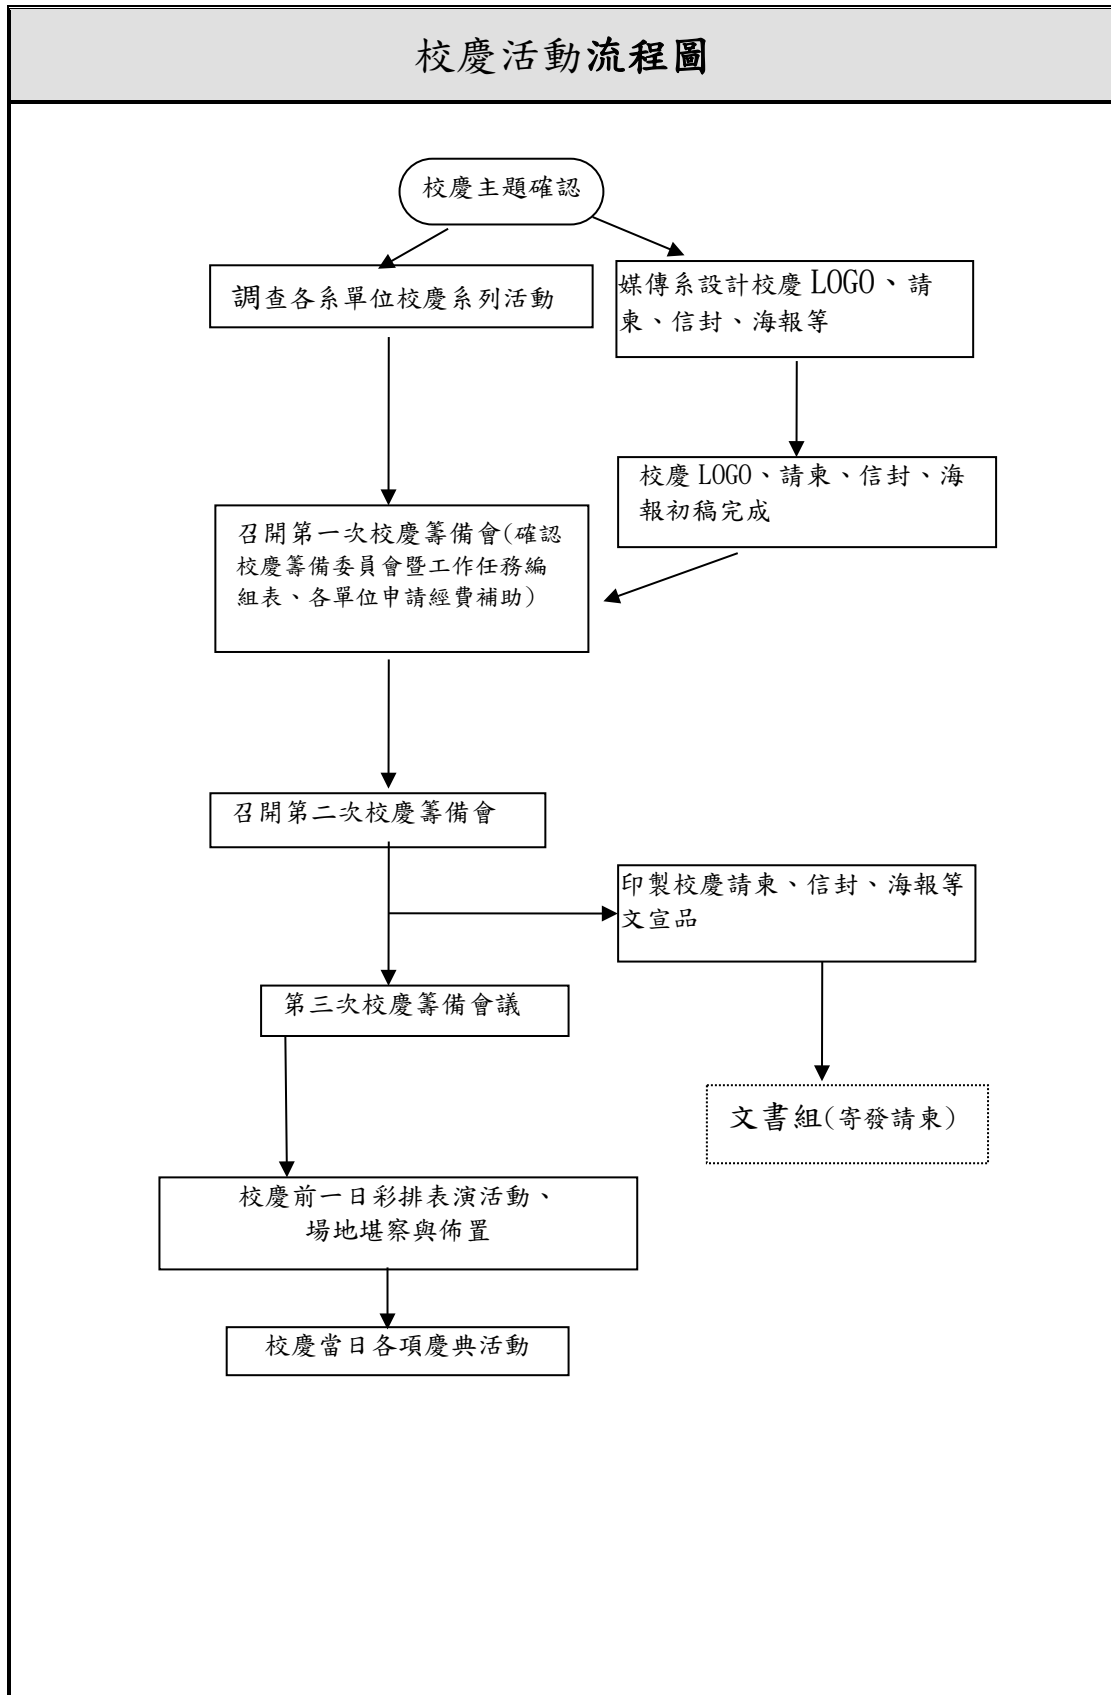 校慶活動流程圖
校慶主題確認
調查各系單位校慶系列活動
媒傳系設計校慶 LOGO、請
柬、信封、海報等
校慶 LOGO、請柬、信封、海
報初稿完成
召開第一次校慶籌備會(確認
校慶籌備委員會暨工作任務編
組表、各單位申請經費補助)
召開第二次校慶籌備會
印製校慶請柬、信封、海報等
文宣品
第三次校慶籌備會議
文書組(寄發請柬)
校慶前一日彩排表演活動、
場地堪察與佈置
校慶當日各項慶典活動